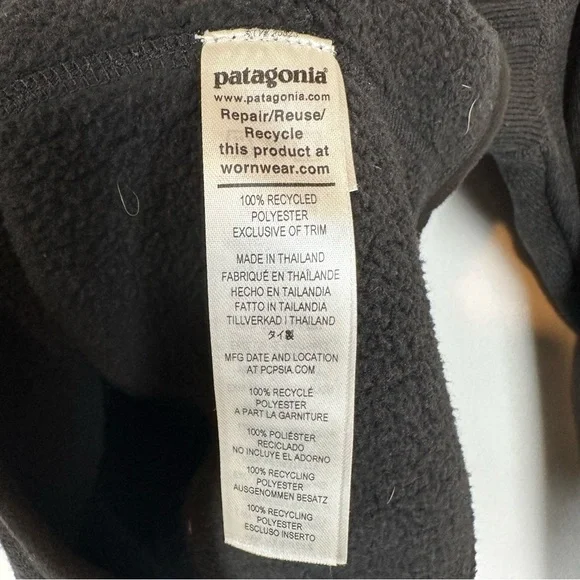 patagonia®
www.patagonia.com
Repair/Reuse/
Recycle
this product at
wornwear.com
100% RECYCLED
POLYESTER
EXCLUSIVE OF TRIM
MADE IN THAILAND
FABRIQUÉ EN THAÏLANDE
HECHO EN TAILANDIA
FATTO IN TAILANDIA
TILLVERKAD I THAILAND
タイ製
MFG DATE AND LOCATION
AT PCPSIA.COM
100% RECYCLÉ
POLYESTER
A PART LA GARNITURE
100% POLIÉSTER
RECICLADO
NO INCLUYE EL ADORNO
100% RECYCLING
POLYESTER
AUSGENOMMEN BESATZ
100% RECYCLING
POLYESTER
ESCLUSO INSERTO